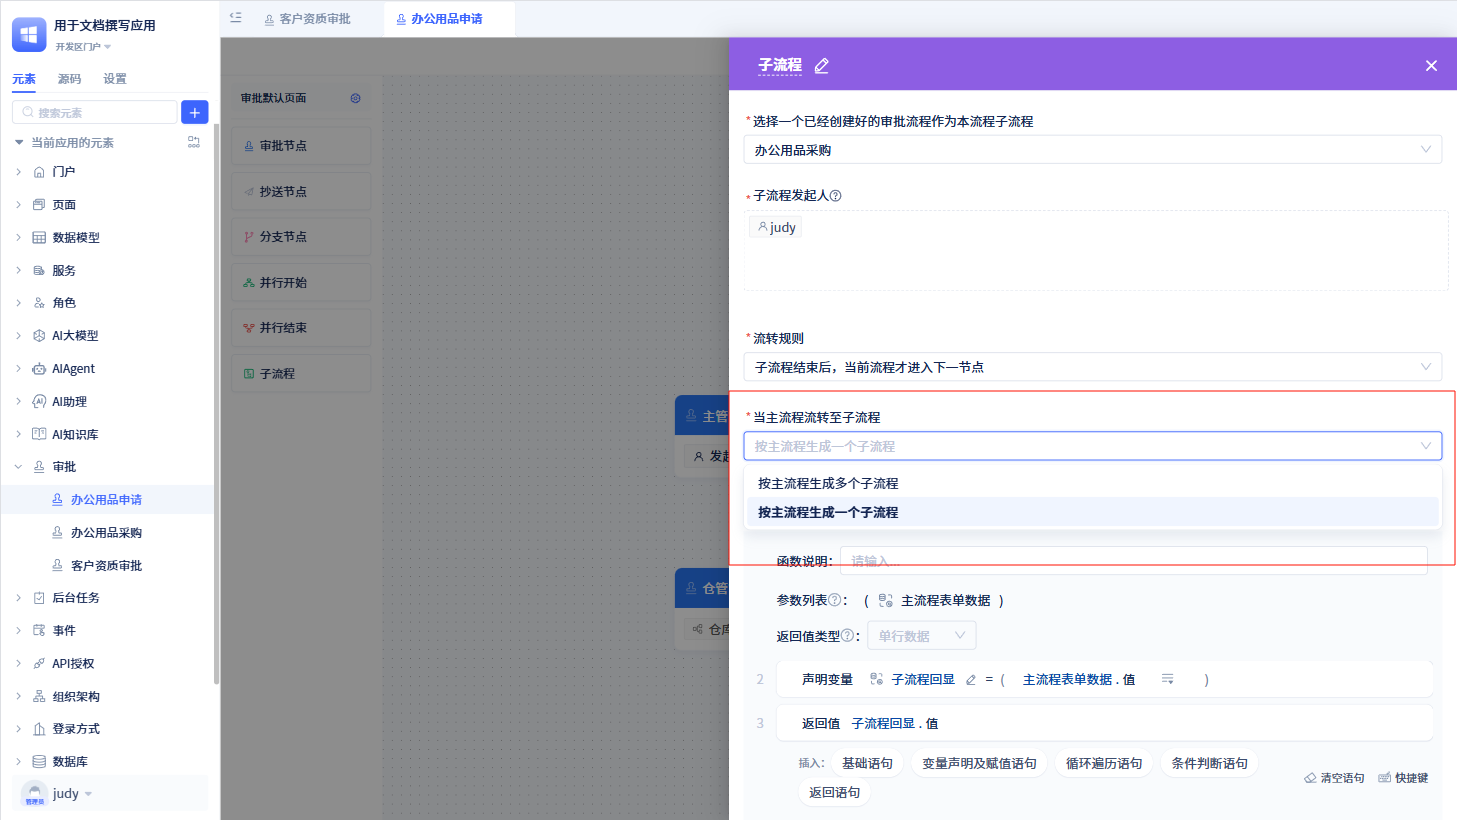 用于文档撰写应用
开发区门户
元素 源码 设置
搜索元素
当前应用的元素
门户
页面
数据模型
服务
角色
AI大模型
AIAgent
AI助理
AI知识库
审批
办公用品申请
办公用品采购
客户资质审批
后台任务
事件
API授权
组织架构
登录方式
数据库
管理员
judy
客户资质审批 办公用品申请
审批默认页面
审批节点
抄送节点
分支节点
并行开始
并行结束
子流程
主管
发起
仓管
仓库
子流程
*选择一个已经创建好的审批流程作为本流程子流程
办公用品采购
*子流程发起人
judy
*流转规则
子流程结束后，当前流程才进入下一节点
*当主流程流转至子流程
按主流程生成一个子流程
按主流程生成多个子流程
按主流程生成一个子流程
函数说明： 请输入...
参数列表： ( 主流程表单数据 )
返回值类型： 单行数据
2 声明变量 子流程回显 = ( 主流程表单数据 . 值 )
3 返回值 子流程回显 . 值
插入： 基础语句 变量声明及赋值语句 循环遍历语句 条件判断语句
返回语句
清空语句 快捷键